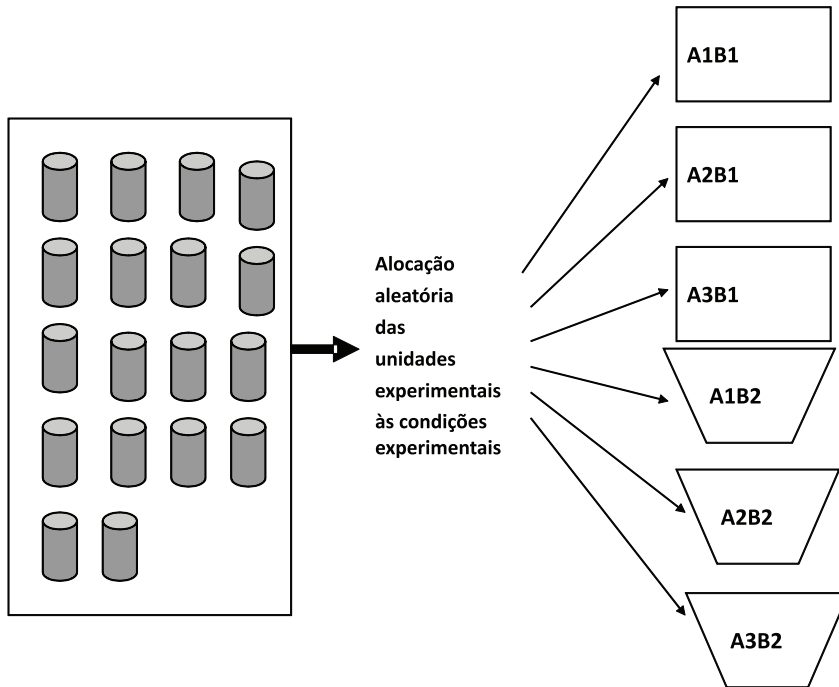 Alocação
aleatória
das
unidades
experimentais
às condições
experimentais
A1B1
A2B1
A3B1
A1B2
A2B2
A3B2